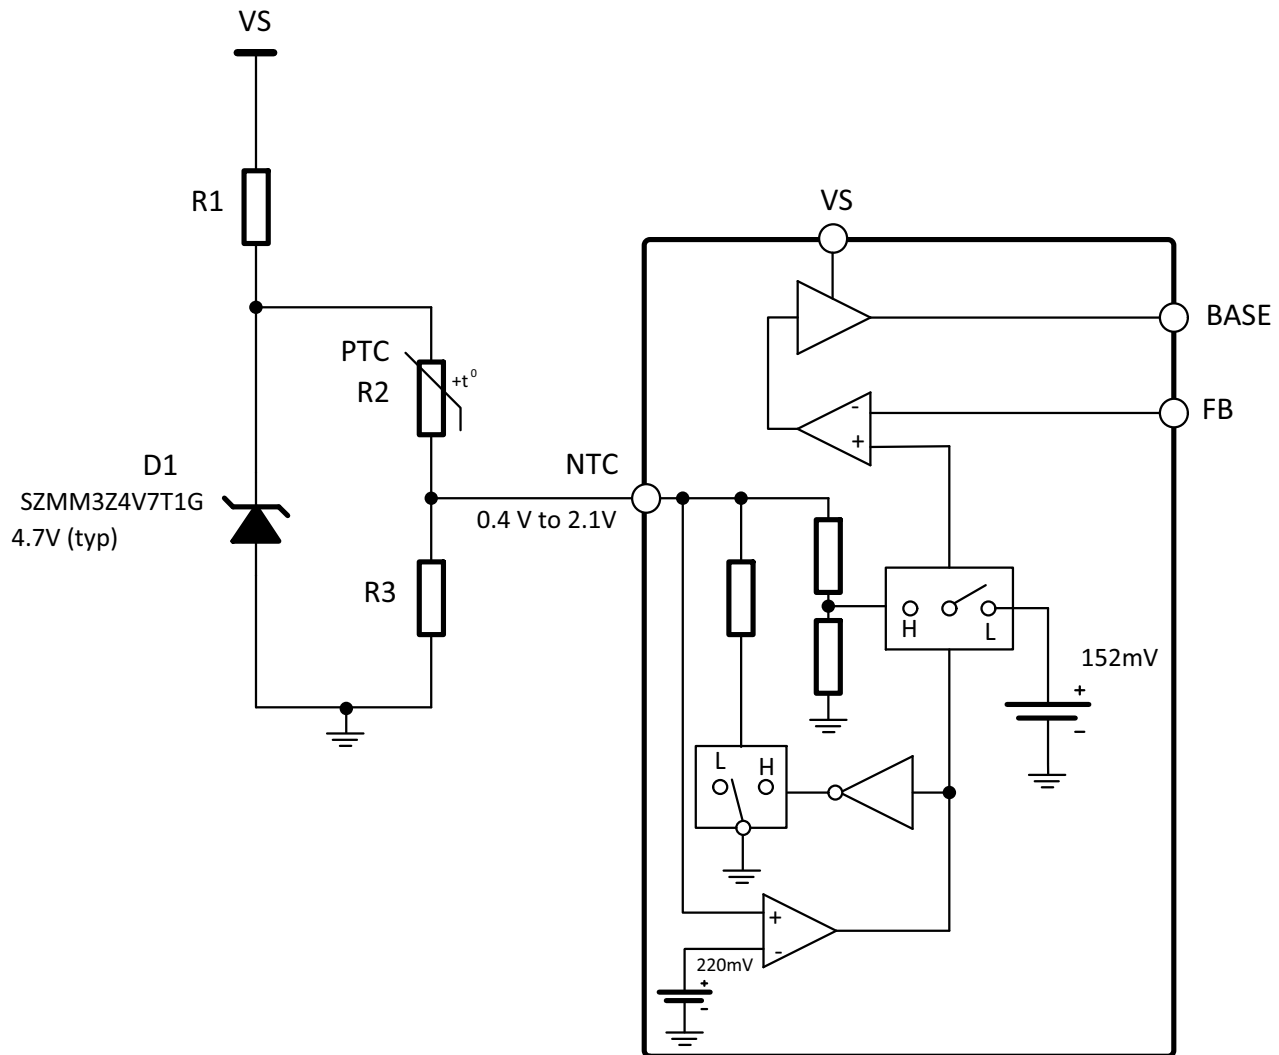 VS
R1
VS
BASE
PTC
R2
+t⁰
FB
-
+
D1
SZMM3Z4V7T1G
4.7V (typ)
NTC
0.4 V to 2.1V
R3
H
L
152mV
+
-
L
H
+
-
220mV
+
-